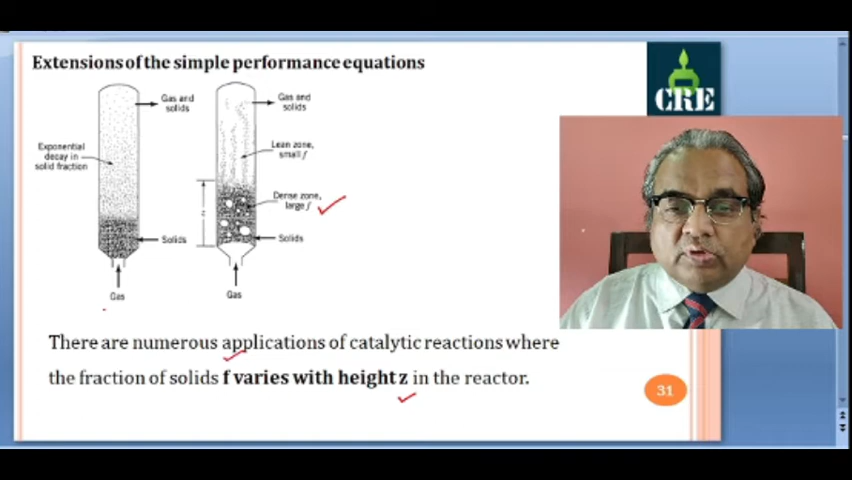 Extensions of the simple performance equations
CRE
Gas and
solids
Exponential
decay in
solid fraction
Solids
Gas
Gas and
solids
Lean zone,
small f
Dense zone,
large f
z
Solids
Gas
There are numerous applications of catalytic reactions where
the fraction of solids f varies with height z in the reactor.
31